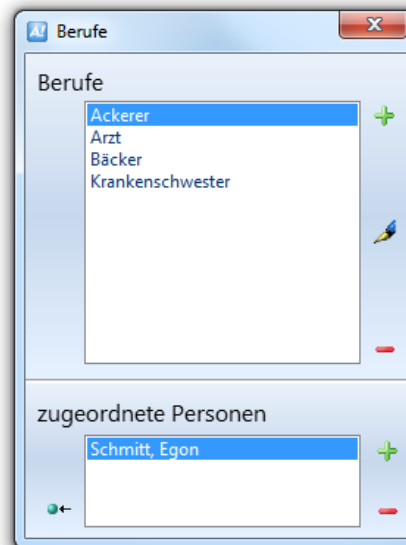 A! Berufe
Berufe
Ackerer
Arzt
Bäcker
Krankenschwester
zugeordnete Personen
Schmitt, Egon